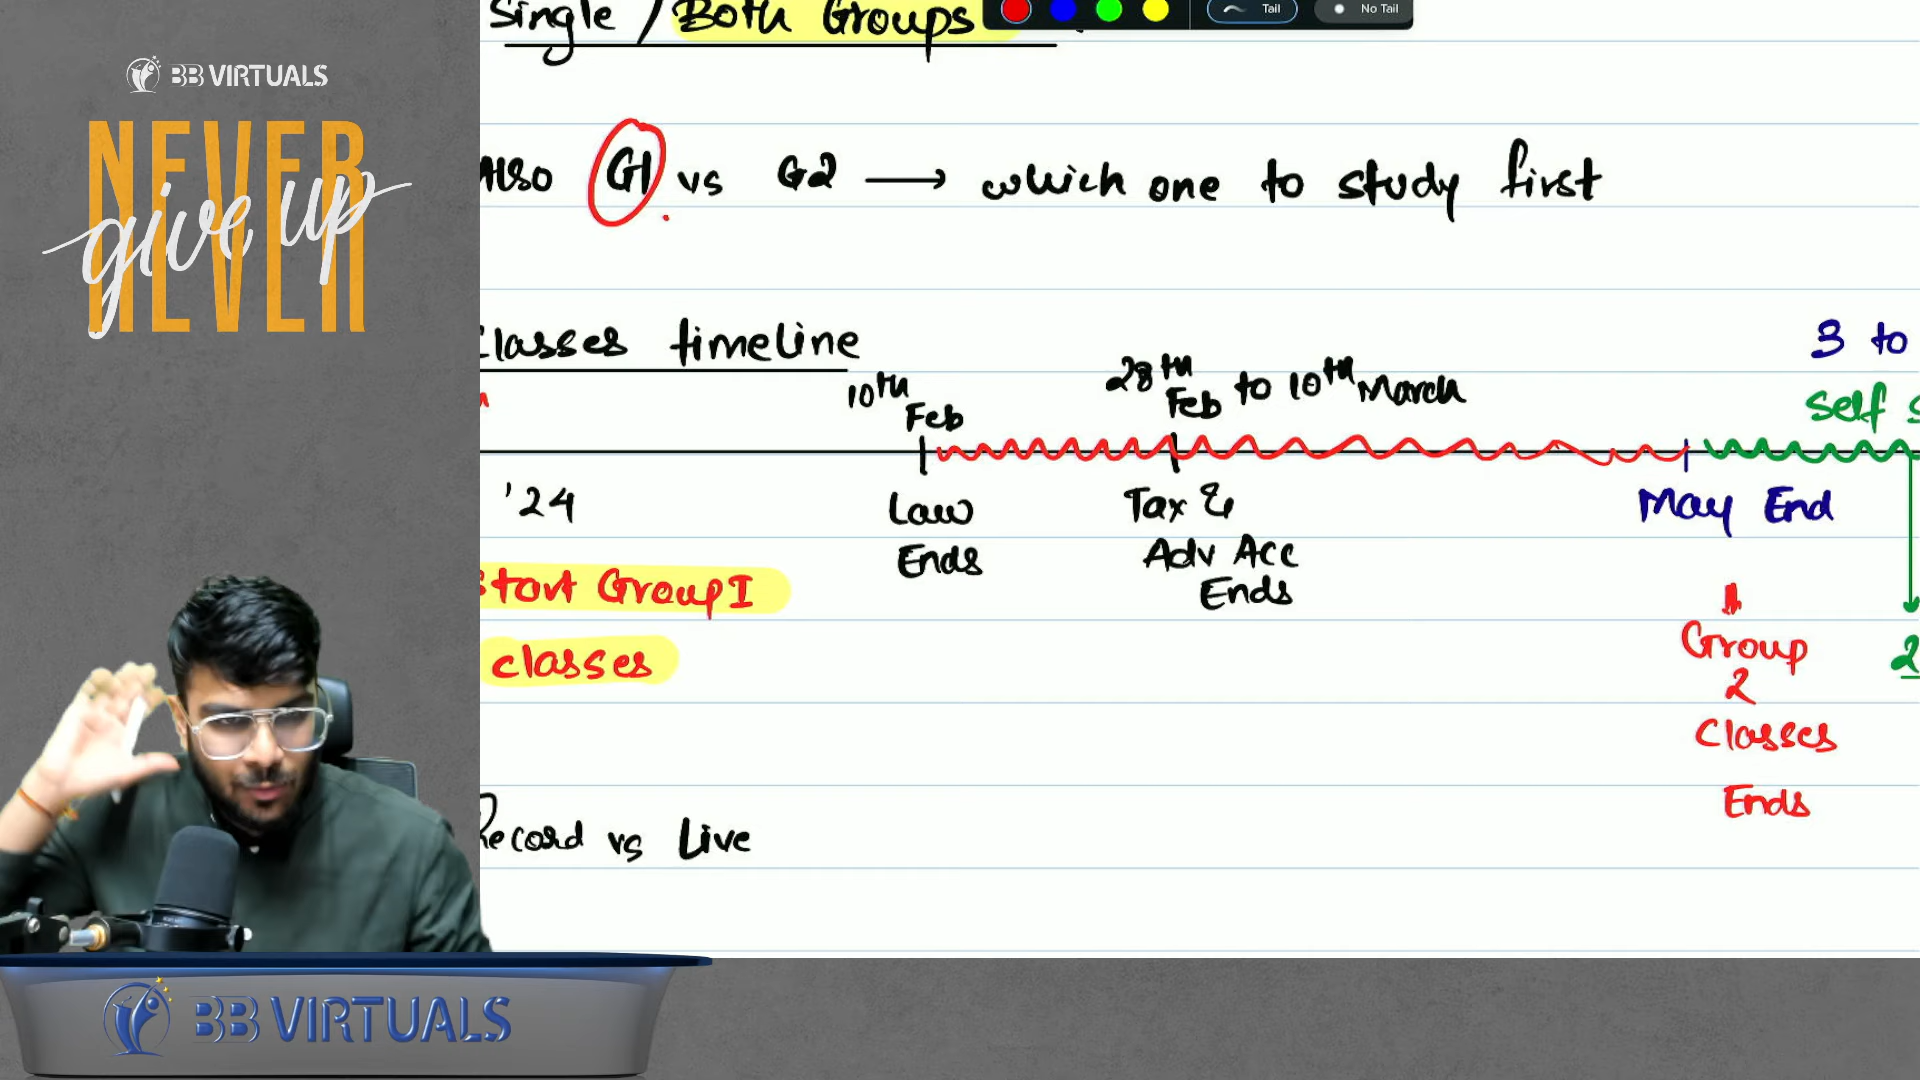 Single / Both Groups
Tail
No Tail
BB VIRTUALS
NEVER
give up
NEVER
Also G1 vs G2 → which one to study first
Classes timeline
10th Feb
28th Feb to 10th March
3 to
Self s
'24
Law Ends
Tax & Adv Acc Ends
May End
Start Group I
classes
Group
2
Classes
Ends
2
Record vs Live
BB VIRTUALS